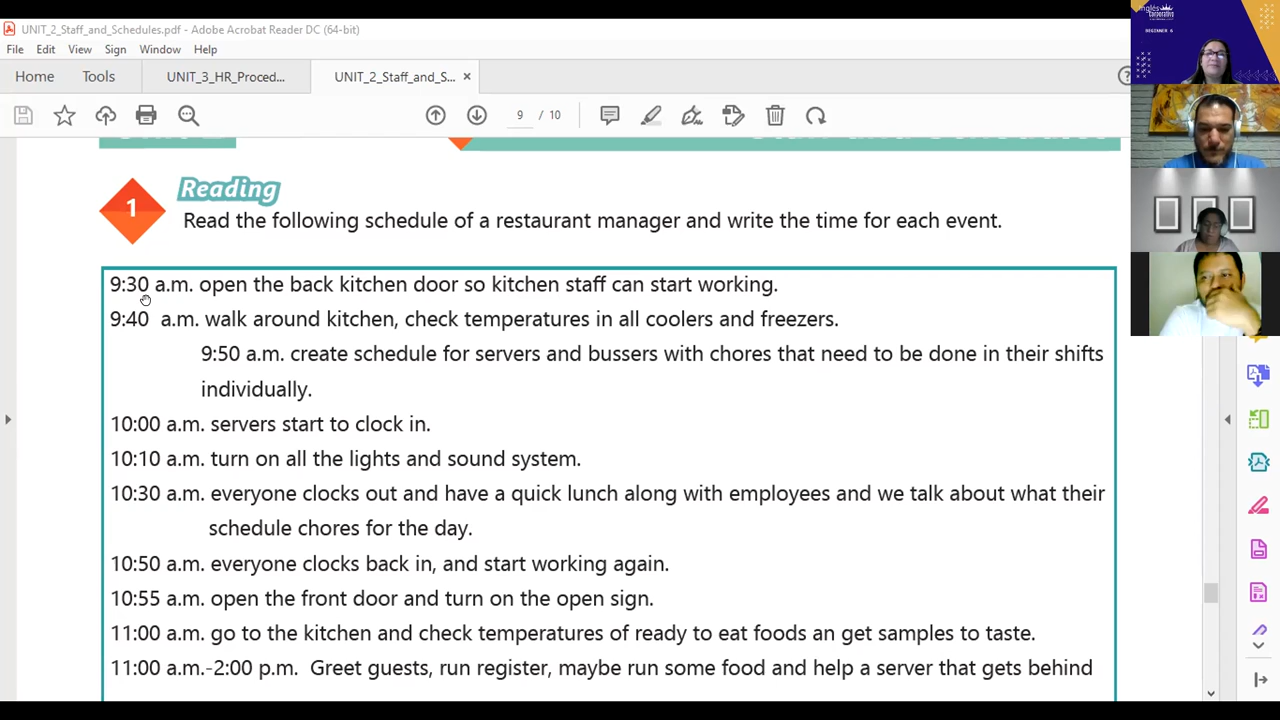 UNIT_2_Staff_and_Schedules.pdf - Adobe Acrobat Reader DC (64-bit)
File Edit View Sign Window Help
Home Tools UNIT_3_HR_Proced... UNIT_2_Staff_and_S... ×
9 / 10
1 Reading
Read the following schedule of a restaurant manager and write the time for each event.
9:30 a.m. open the back kitchen door so kitchen staff can start working.
9:40 a.m. walk around kitchen, check temperatures in all coolers and freezers.
9:50 a.m. create schedule for servers and bussers with chores that need to be done in their shifts
individually.
10:00 a.m. servers start to clock in.
10:10 a.m. turn on all the lights and sound system.
10:30 a.m. everyone clocks out and have a quick lunch along with employees and we talk about what their
schedule chores for the day.
10:50 a.m. everyone clocks back in, and start working again.
10:55 a.m. open the front door and turn on the open sign.
11:00 a.m. go to the kitchen and check temperatures of ready to eat foods an get samples to taste.
11:00 a.m.-2:00 p.m. Greet guests, run register, maybe run some food and help a server that gets behind
inglés
corporativo
BEGINNER 6